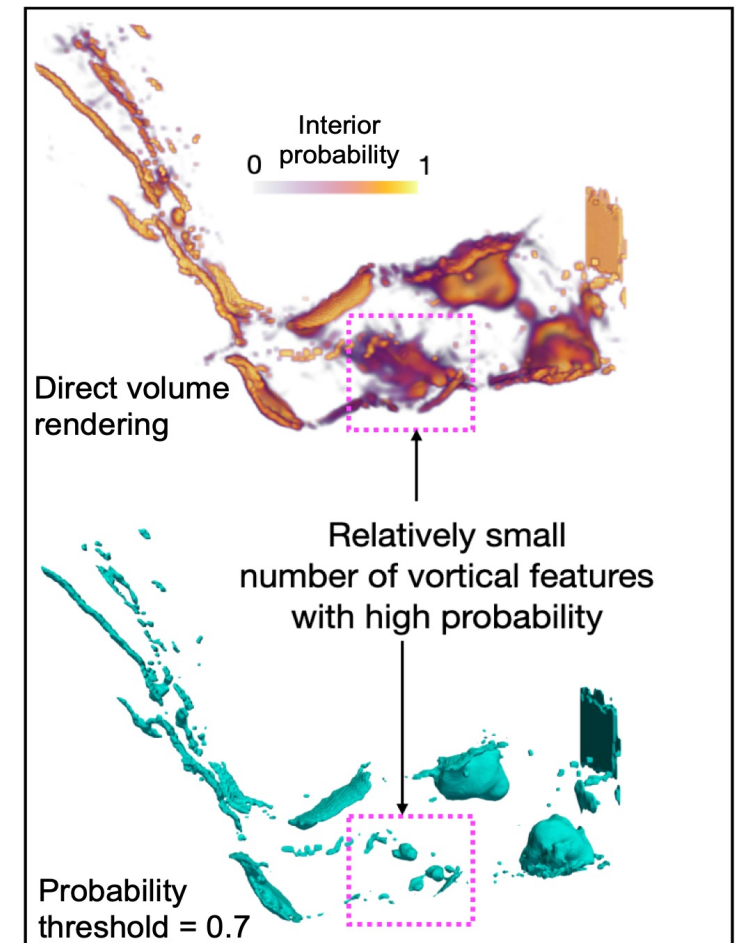 Interior
probability
0 1
Direct volume
rendering
Relatively small
number of vortical features
with high probability
Probability
threshold = 0.7